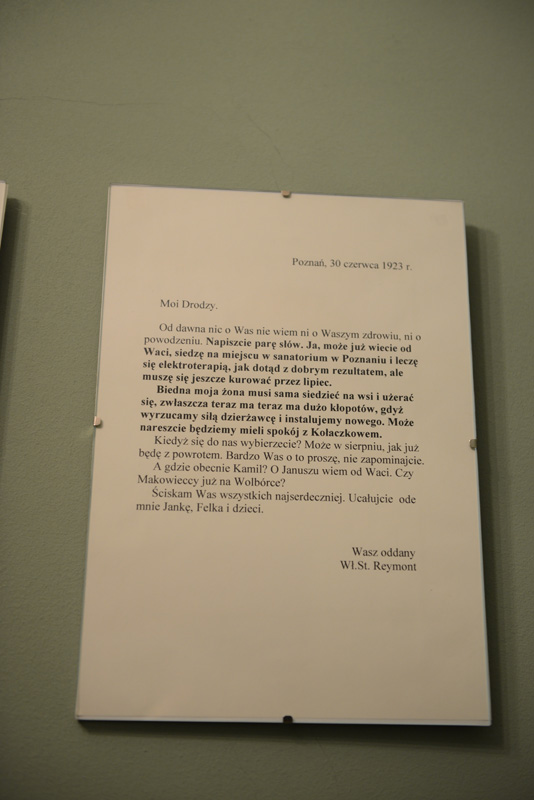 Poznań, 30 czerwca 1923 r.
Moi Drodzy.
Od dawna nic o Was nie wiem ni o Waszym zdrowiu, ni o
powodzeniu. Napiszcie parę słów. Ja, może już wiecie od
Waci, siedzę na miejscu w sanatorium w Poznaniu i leczę
się elektroterapią, jak dotąd z dobrym rezultatem, ale
muszę się jeszcze kurować przez lipiec.
Biedna moja żona musi sama siedzieć na wsi i użerać
się, zwłaszcza teraz ma teraz ma dużo kłopotów, gdyż
wyrzucamy siłą dzierżawcę i instalujemy nowego. Może
nareszcie będziemy mieli spokój z Kołaczkowem.
Kiedyż się do nas wybierzecie? Może w sierpniu, jak już
będę z powrotem. Bardzo Was o to proszę, nie zapominajcie.
A gdzie obecnie Kamil? O Januszu wiem od Waci. Czy
Makowieccy już na Wolbórce?
Ściskam Was wszystkich najserdeczniej. Ucałujcie ode
mnie Jankę, Felka i dzieci.
Wasz oddany
Wł.St. Reymont